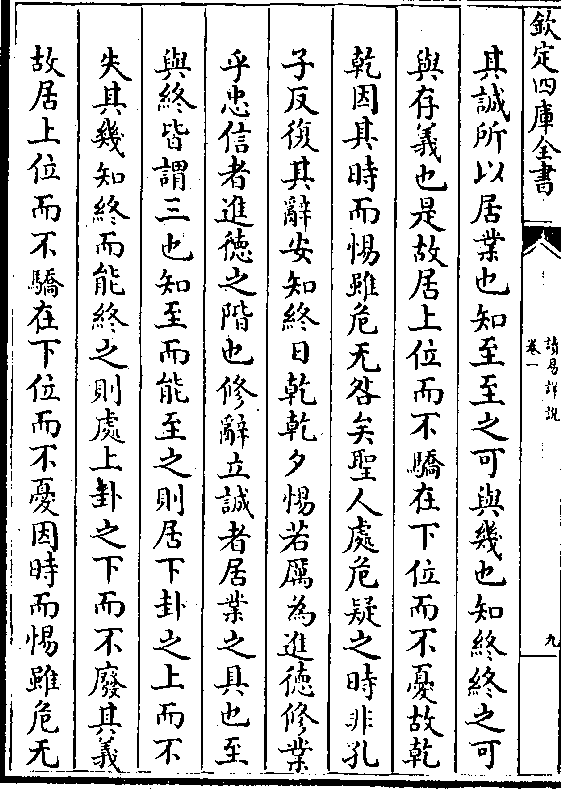 欽定四庫全書
讀易詳說
卷一
九
其誠所以居業也知至至之可與幾也知終終之可
與存義也是故居上位而不驕在下位而不憂故乾
乾因其時而惕雖危无咎矣聖人處危疑之時非孔
子反復其辭安知終日乾乾夕惕若厲為進德修業
乎忠信者進德之階也修辭立誠者居業之具也至
與終皆謂三也知至而能至之則居下卦之上而不
失其幾知終而能終之則處上卦之下而不廢其義
故居上位而不驕在下位而不憂因時而惕雖危无